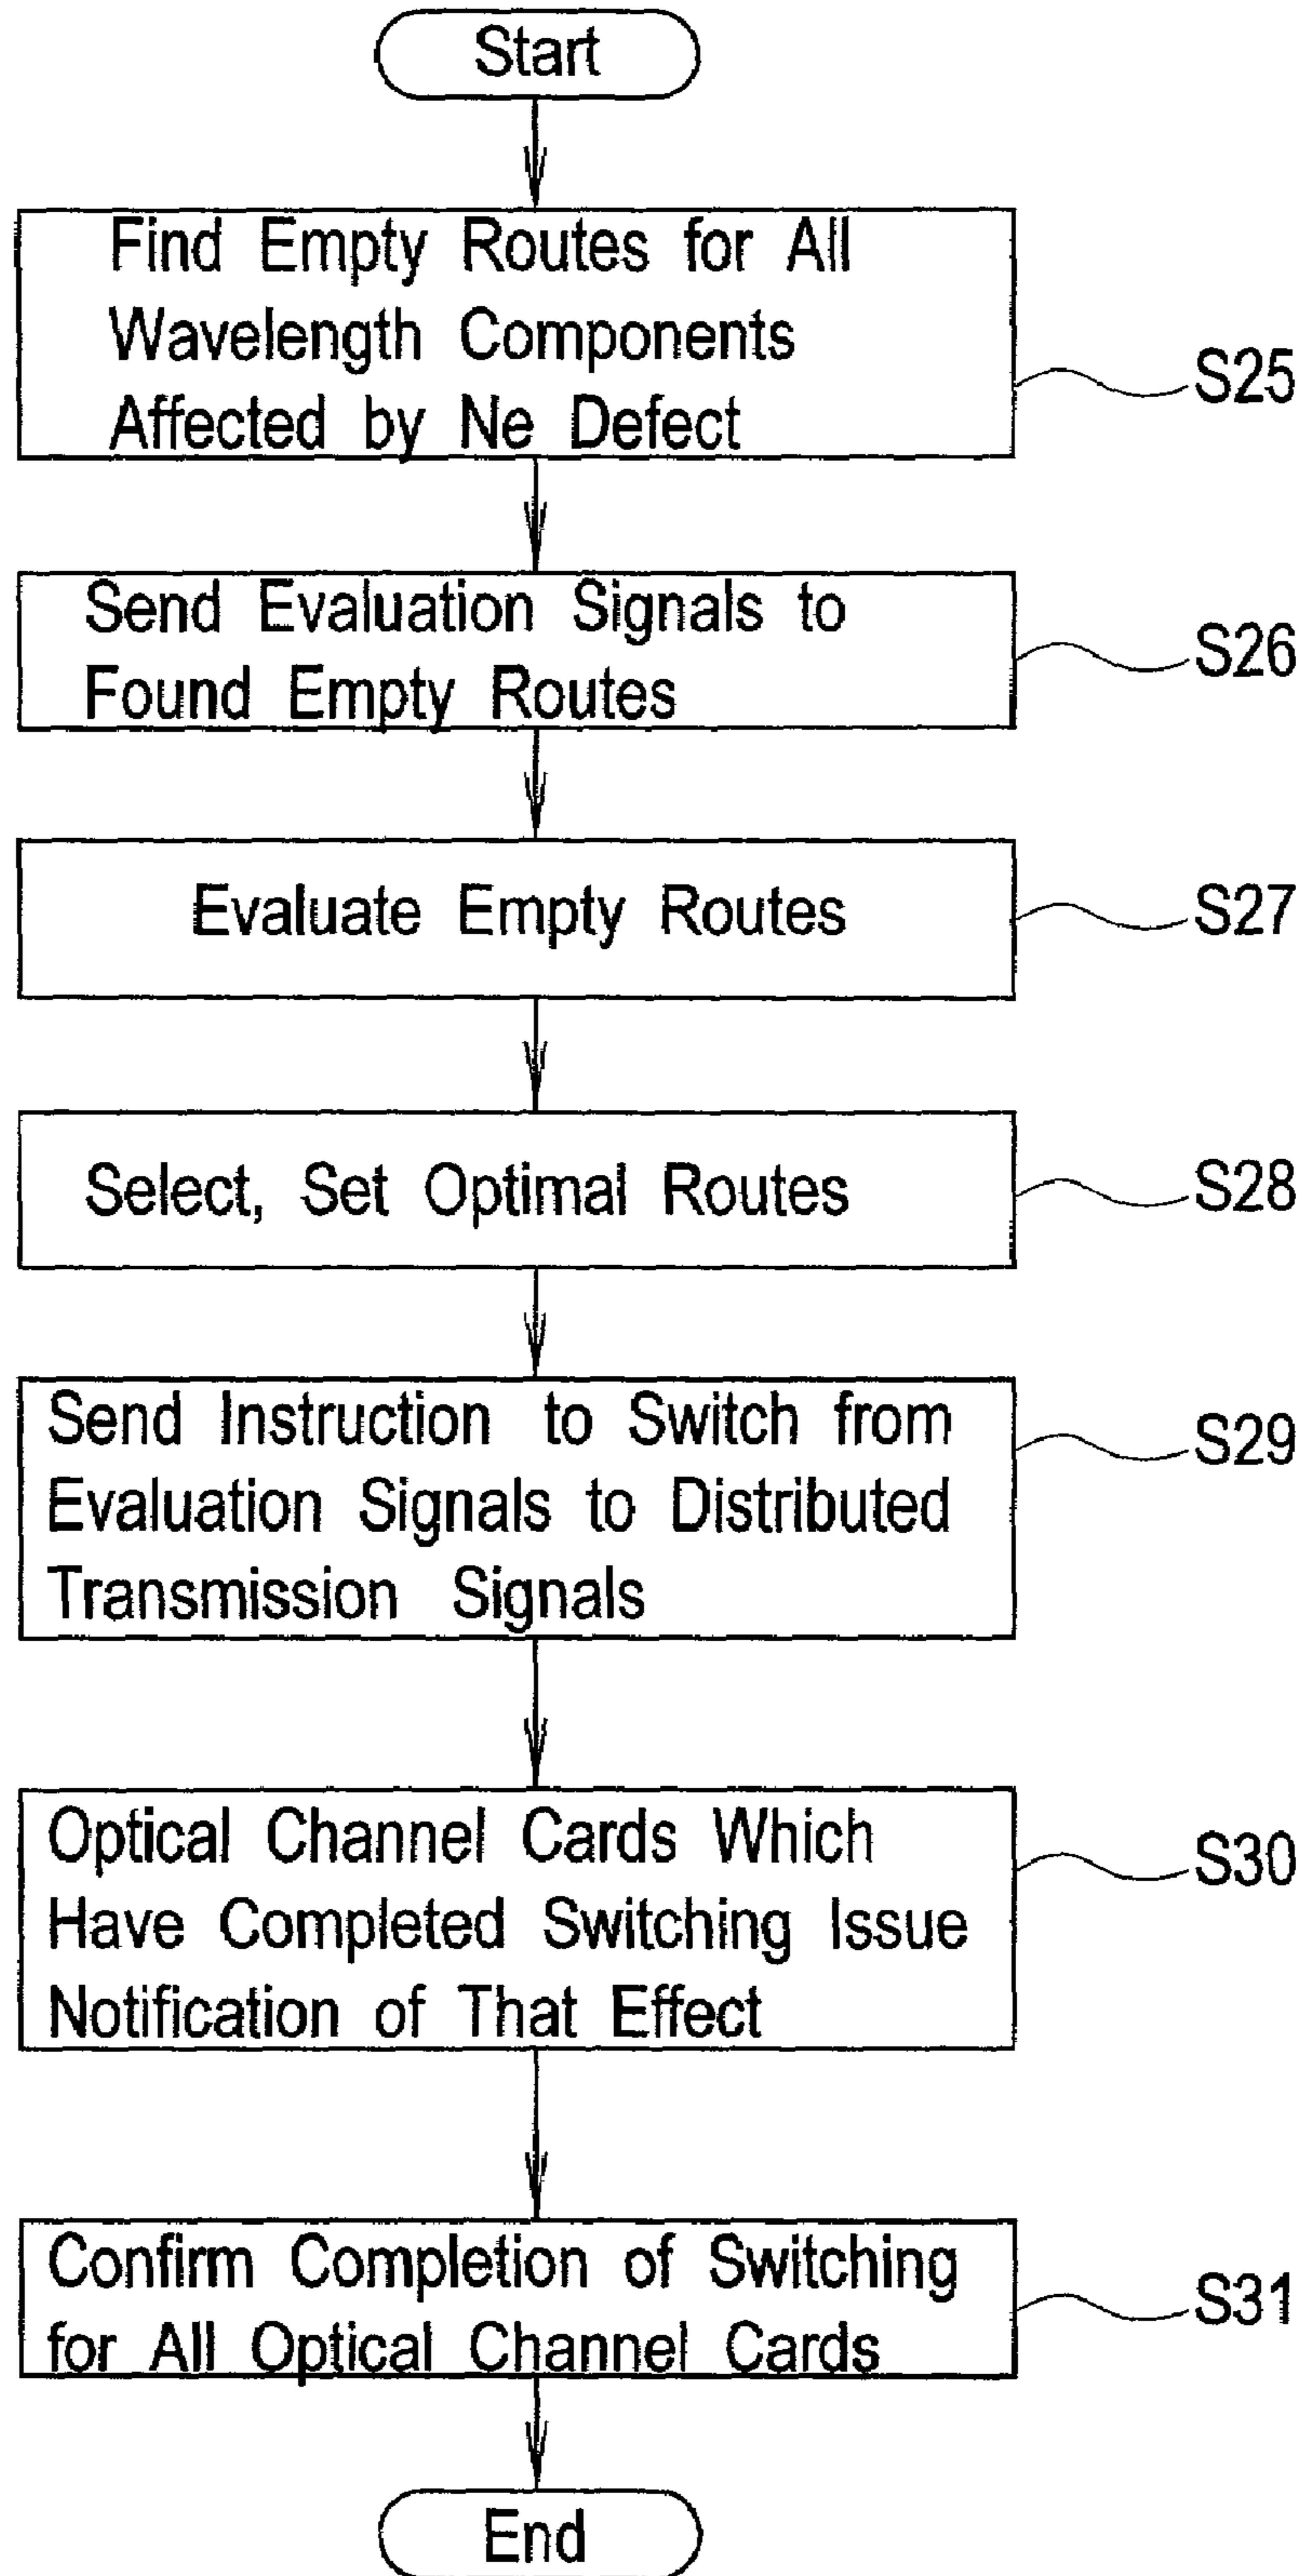 Start
Find Empty Routes for All
Wavelength Components
Affected by Ne Defect
S25
Send Evaluation Signals to
Found Empty Routes
S26
Evaluate Empty Routes
S27
Select, Set Optimal Routes
S28
Send Instruction to Switch from
Evaluation Signals to Distributed
Transmission Signals
S29
Optical Channel Cards Which
Have Completed Switching Issue
Notification of That Effect
S30
Confirm Completion of Switching
for All Optical Channel Cards
S31
End